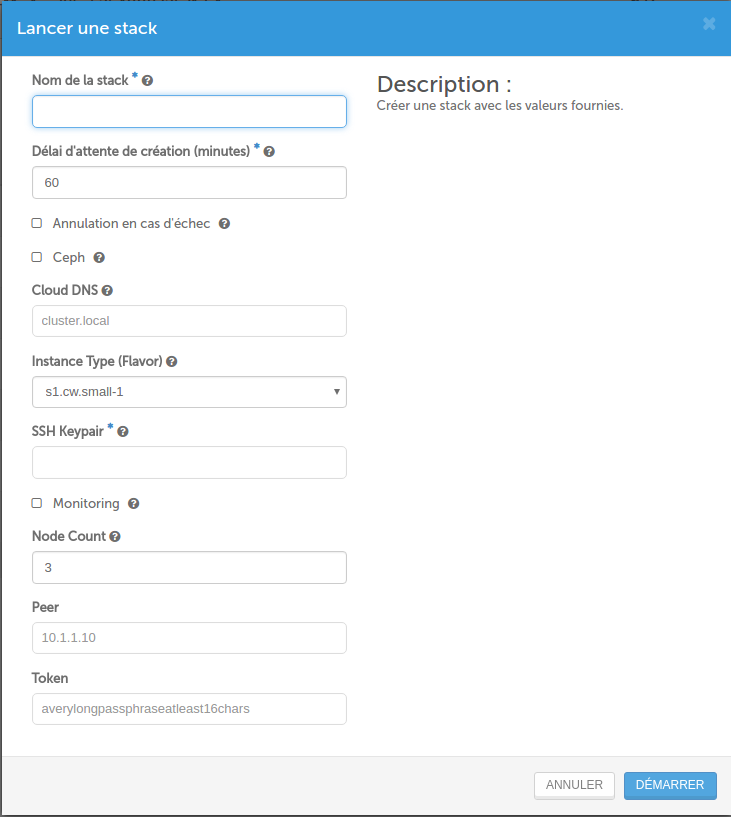 Lancer une stack
Nom de la stack *
Description :
Créer une stack avec les valeurs fournies.
Délai d'attente de création (minutes) *
60
Annulation en cas d'échec
Ceph
Cloud DNS
cluster.local
Instance Type (Flavor)
s1.cw.small-1
SSH Keypair *
Monitoring
Node Count
3
Peer
10.1.1.10
Token
averylongpassphraseatleast16chars
ANNULER
DÉMARRER